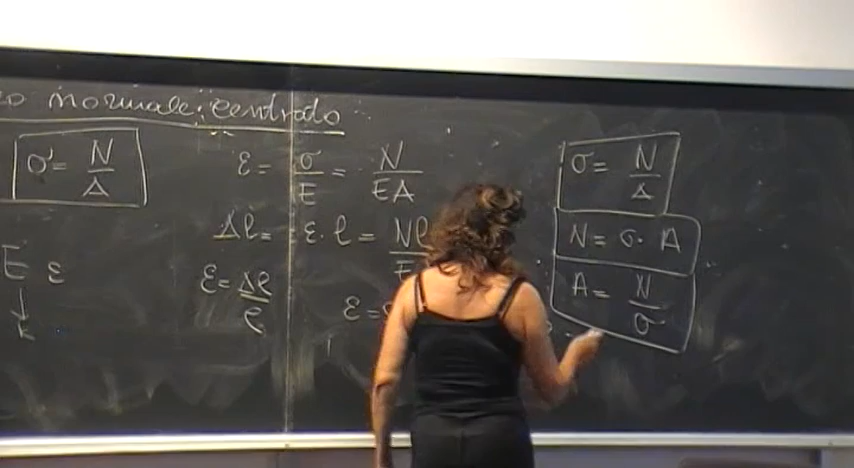 normale: centrato
σ = N/A
ε = σ/E = N/EA
Δl = ε · l = Nl
ε = Δl/l
ε =
E ε
σ = N/A
N = σ · A
A = N/σ